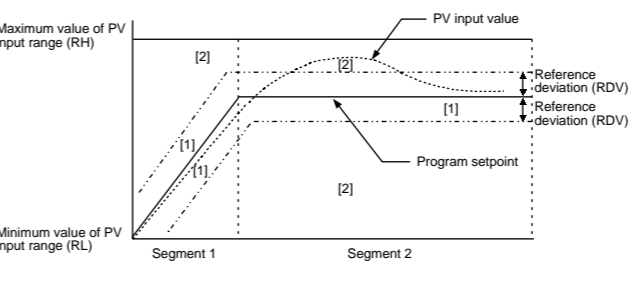 Maximum value of PV
input range (RH)
PV input value
[2]
[2]
Reference
deviation (RDV)
[1]
Reference
deviation (RDV)
[1]
[1]
Program setpoint
[2]
Minimum value of PV
input range (RL)
Segment 1
Segment 2